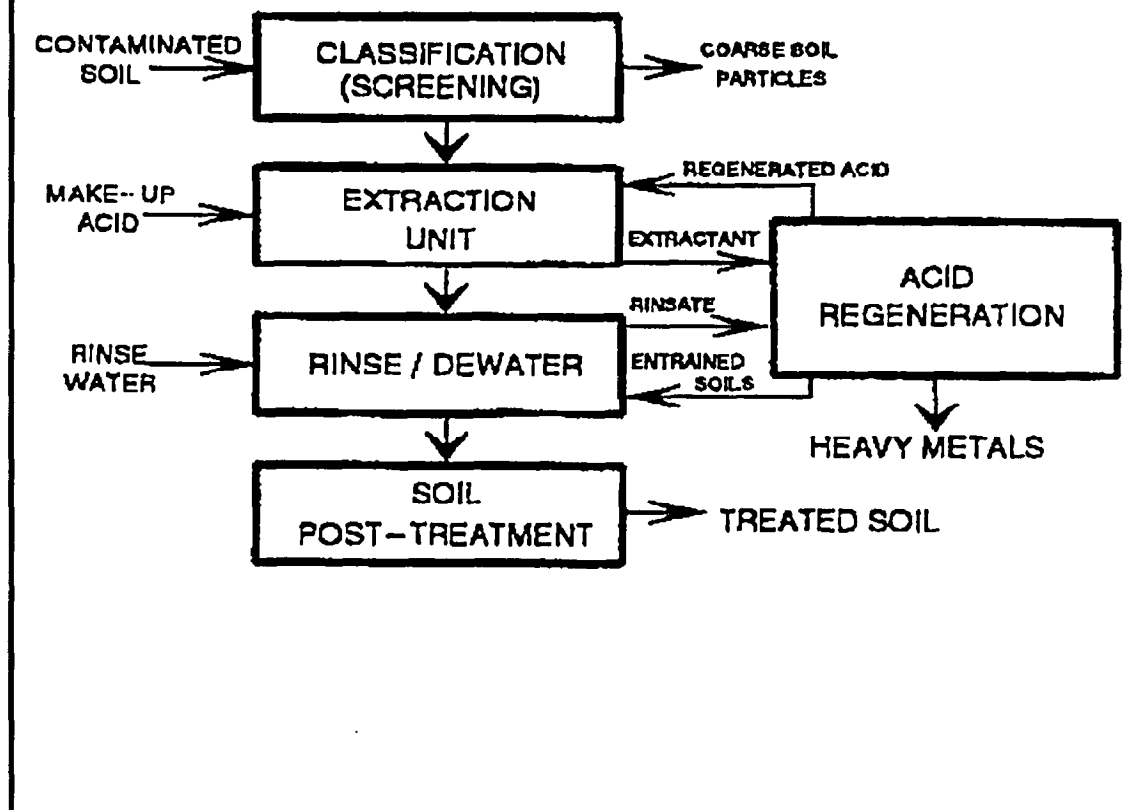 CONTAMINATED
SOIL
CLASSIFICATION
(SCREENING)
COARSE SOIL
PARTICLES
MAKE-UP
ACID
EXTRACTION
UNIT
REGENERATED ACID
EXTRACTANT
ACID
REGENERATION
RINSE
WATER
RINSE / DEWATER
RINSATE
ENTRAINED
SOILS
HEAVY METALS
SOIL
POST-TREATMENT
TREATED SOIL